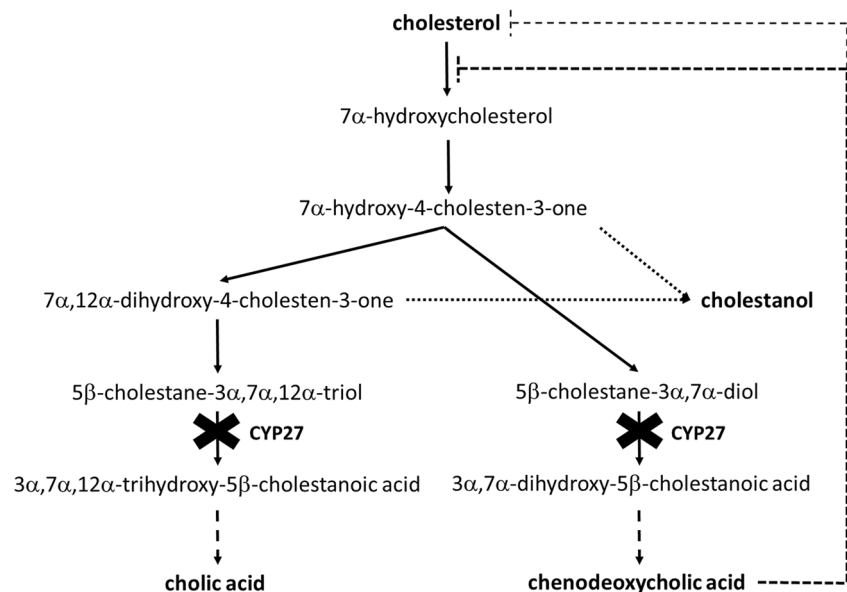 cholesterol
7α-hydroxycholesterol
7α-hydroxy-4-cholesten-3-one
7α,12α-dihydroxy-4-cholesten-3-one
cholestanol
5β-cholestane-3α,7α,12α-triol
5β-cholestane-3α,7α-diol
CYP27
CYP27
3α,7α,12α-trihydroxy-5β-cholestanoic acid
3α,7α-dihydroxy-5β-cholestanoic acid
cholic acid
chenodeoxycholic acid